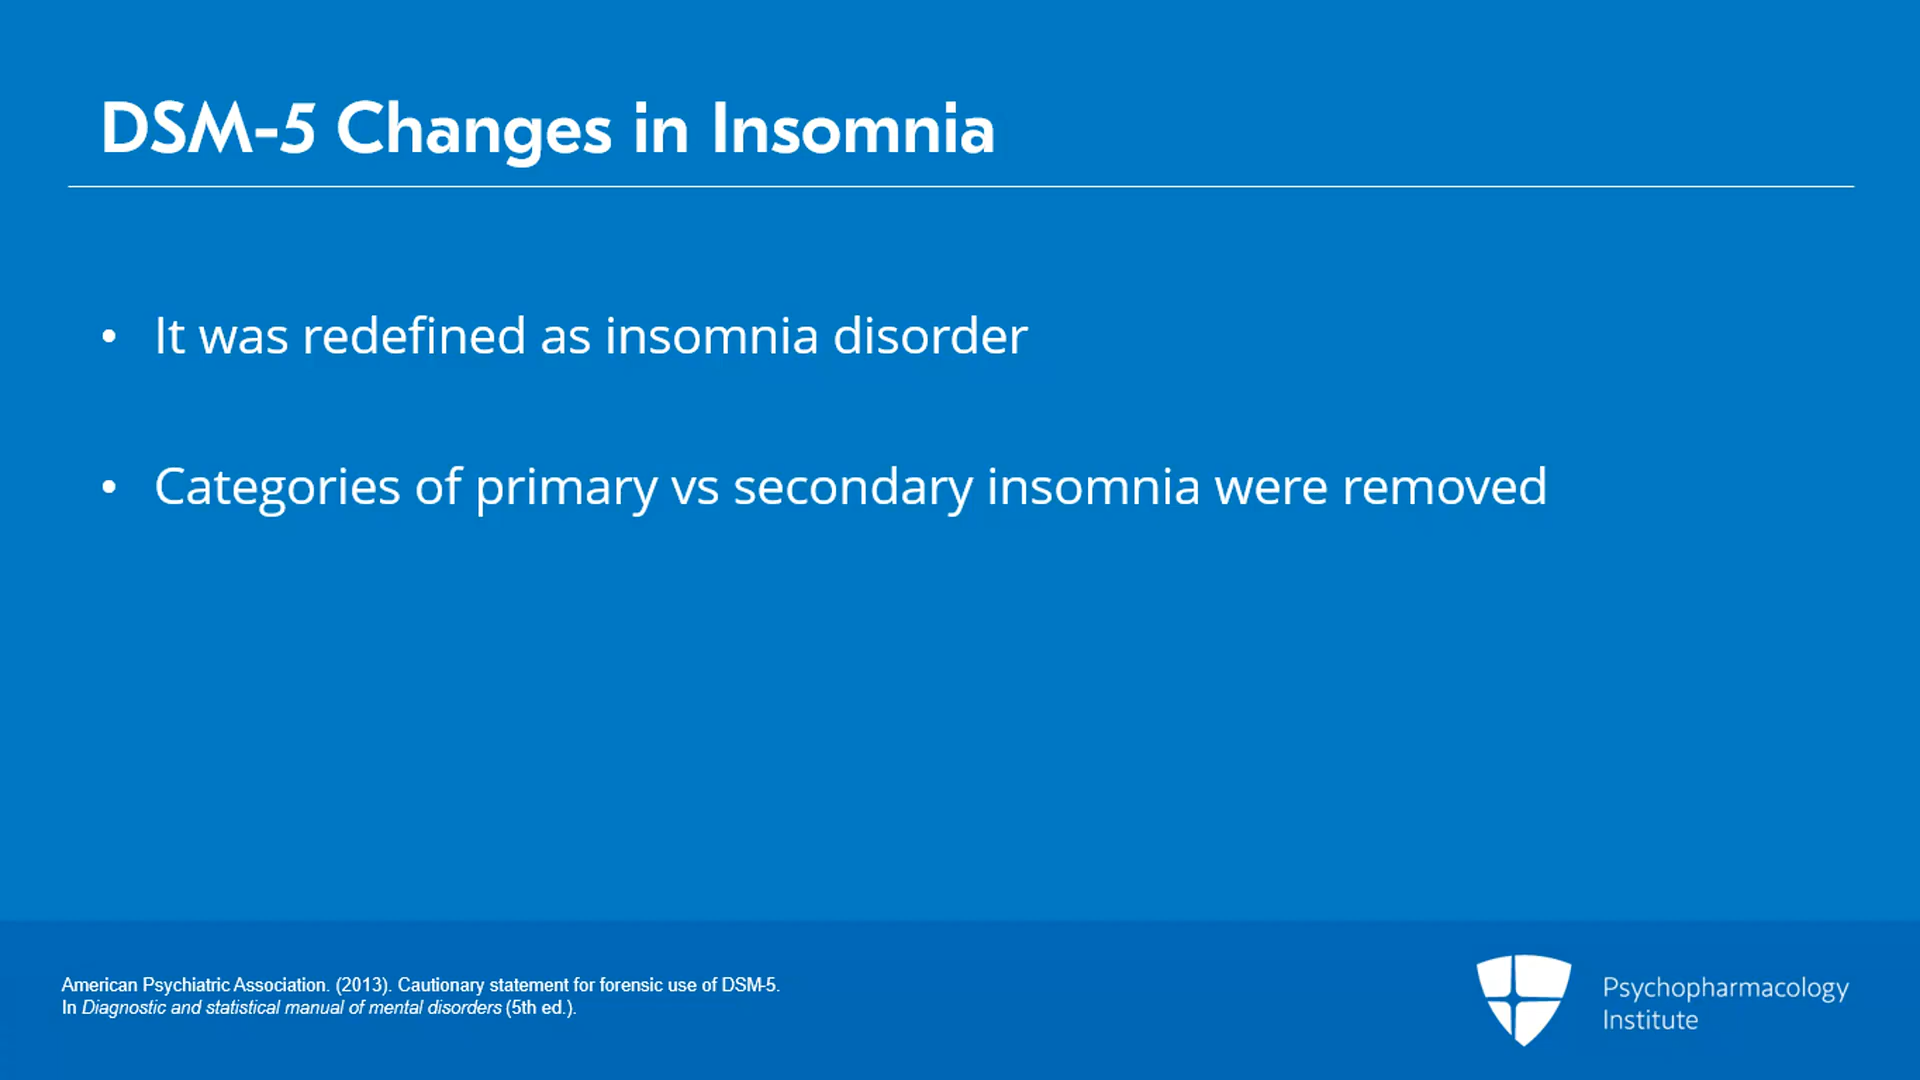 DSM-5 Changes in Insomnia
• It was redefined as insomnia disorder
• Categories of primary vs secondary insomnia were removed
American Psychiatric Association. (2013). Cautionary statement for forensic use of DSM-5.
In Diagnostic and statistical manual of mental disorders (5th ed.).
Psychopharmacology
Institute